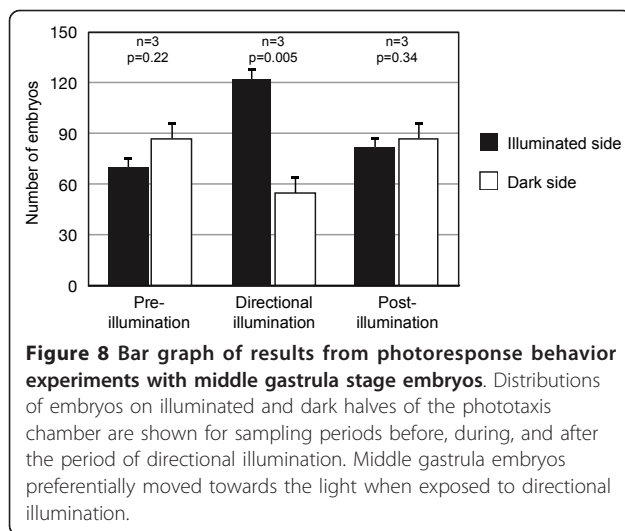 150
120
90
60
30
0
Number of embryos
n=3
p=0.22
n=3
p=0.005
n=3
p=0.34
Illuminated side
Dark side
Pre-
illumination
Directional
illumination
Post-
illumination
Figure 8 Bar graph of results from photoresponse behavior
experiments with middle gastrula stage embryos. Distributions
of embryos on illuminated and dark halves of the phototaxis
chamber are shown for sampling periods before, during, and after
the period of directional illumination. Middle gastrula embryos
preferentially moved towards the light when exposed to directional
illumination.